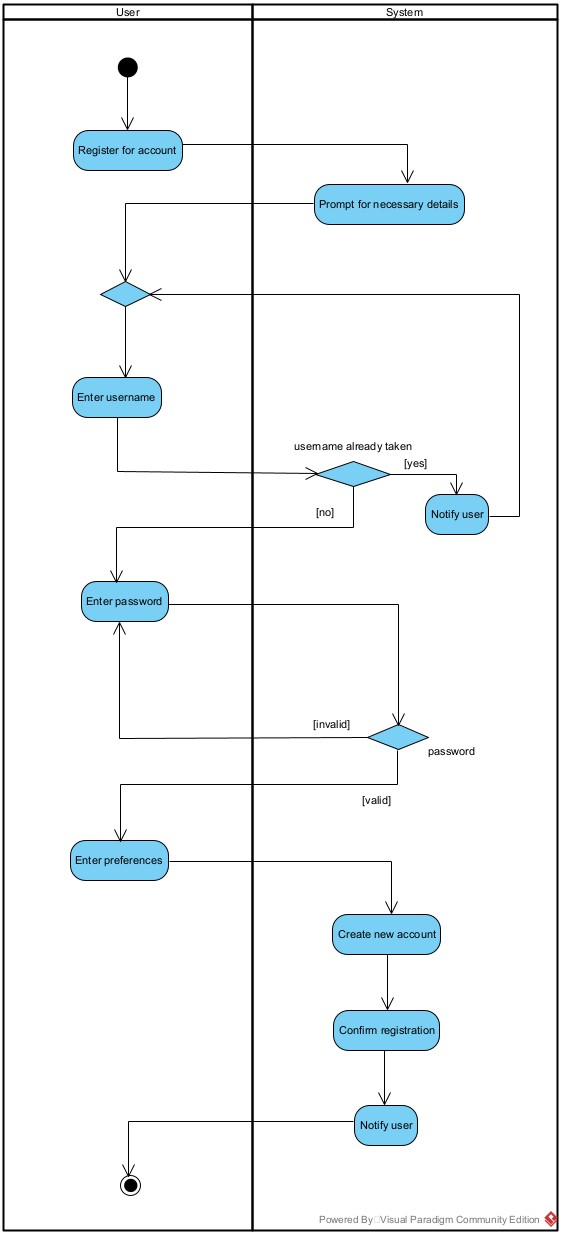 User
System
Register for account
Prompt for necessary details
Enter username
username already taken
[yes]
Notify user
[no]
Enter password
[invalid]
password
[valid]
Enter preferences
Create new account
Confirm registration
Notify user
Powered By Visual Paradigm Community Edition